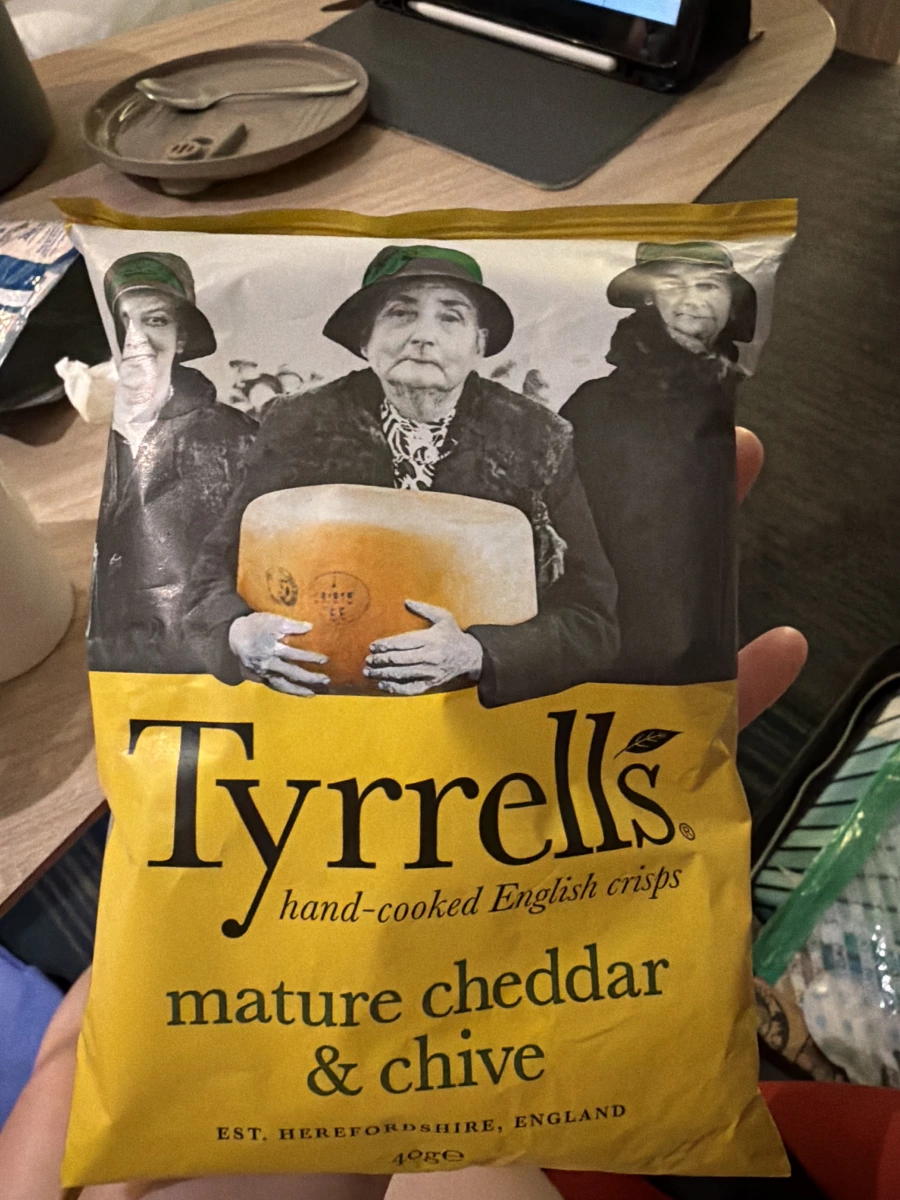 Tyrrells®
hand-cooked English crisps
mature cheddar
& chive
EST. HEREFORDSHIRE, ENGLAND
40g℮